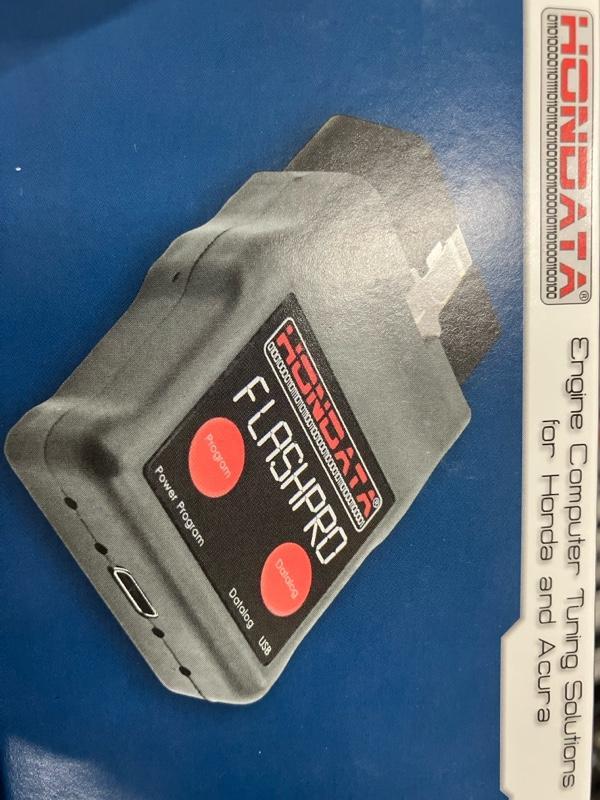 HONDATA®
Engine Computer Tuning Solutions
for Honda and Acura
HONDATA®
FLASHPRO
Program
Datalog
Power Program
Datalog USB